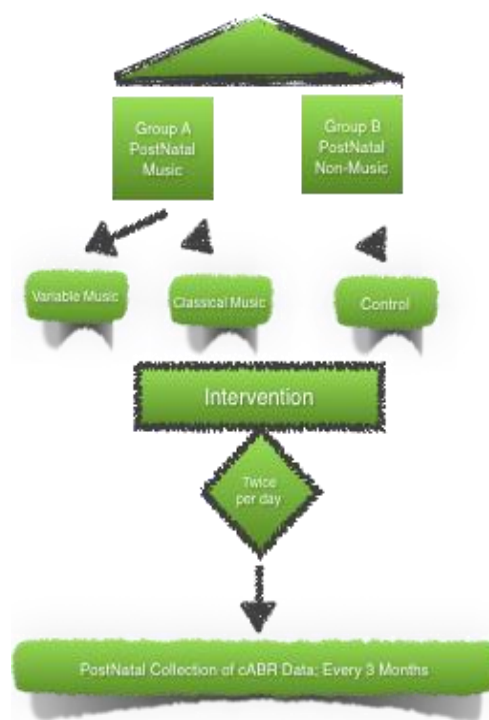 Group A
PostNatal
Music
Group B
PostNatal
Non-Music
Variable Music
Classical Music
Control
Intervention
Twice
per day
PostNatal Collection of cABR Data; Every 3 Months